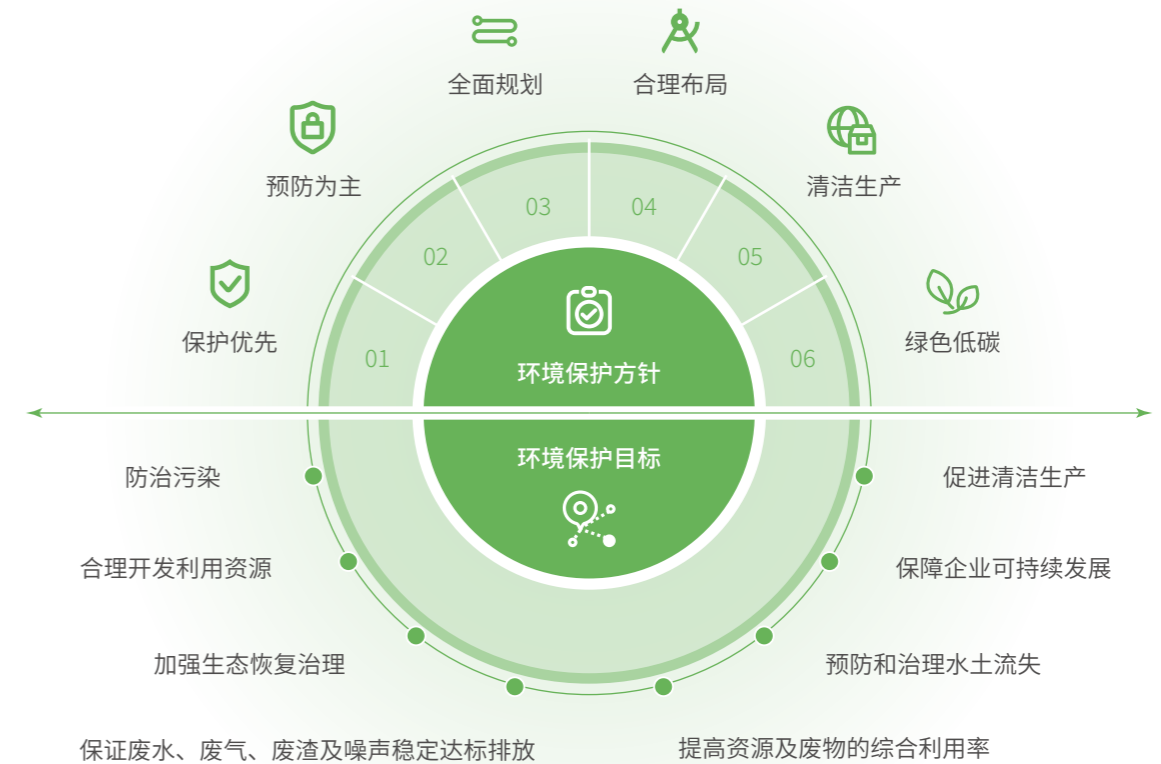 全面规划
合理布局
预防为主
清洁生产
03
04
02
05
保护优先
绿色低碳
01
06
环境保护方针
环境保护目标
防治污染
促进清洁生产
合理开发利用资源
保障企业可持续发展
加强生态恢复治理
预防和治理水土流失
保证废水、废气、废渣及噪声稳定达标排放
提高资源及废物的综合利用率